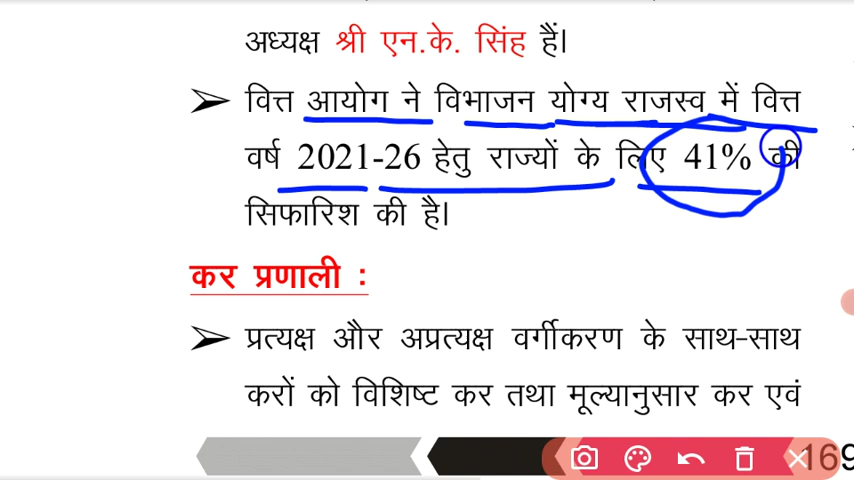 अध्यक्ष श्री एन.के. सिंह हैं।
➢ वित्त आयोग ने विभाजन योग्य राजस्व में वित्त
वर्ष 2021-26 हेतु राज्यों के लिए 41% की
सिफारिश की है।
कर प्रणाली :
➢ प्रत्यक्ष और अप्रत्यक्ष वर्गीकरण के साथ-साथ
करों को विशिष्ट कर तथा मूल्यानुसार कर एवं
169